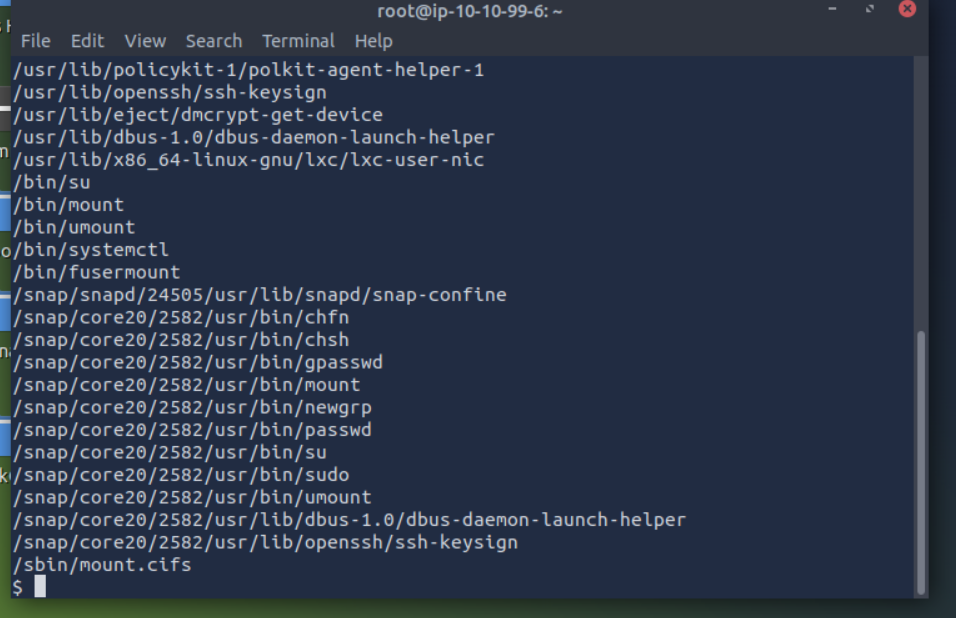 root@ip-10-10-99-6: ~
File Edit View Search Terminal Help
/usr/lib/policykit-1/polkit-agent-helper-1
/usr/lib/openssh/ssh-keysign
/usr/lib/eject/dmcrypt-get-device
/usr/lib/dbus-1.0/dbus-daemon-launch-helper
/usr/lib/x86_64-linux-gnu/lxc/lxc-user-nic
/bin/su
/bin/mount
/bin/umount
/bin/systemctl
/bin/fusermount
/snap/snapd/24505/usr/lib/snapd/snap-confine
/snap/core20/2582/usr/bin/chfn
/snap/core20/2582/usr/bin/chsh
/snap/core20/2582/usr/bin/gpasswd
/snap/core20/2582/usr/bin/mount
/snap/core20/2582/usr/bin/newgrp
/snap/core20/2582/usr/bin/passwd
/snap/core20/2582/usr/bin/su
/snap/core20/2582/usr/bin/sudo
/snap/core20/2582/usr/bin/umount
/snap/core20/2582/usr/lib/dbus-1.0/dbus-daemon-launch-helper
/snap/core20/2582/usr/lib/openssh/ssh-keysign
/sbin/mount.cifs
$